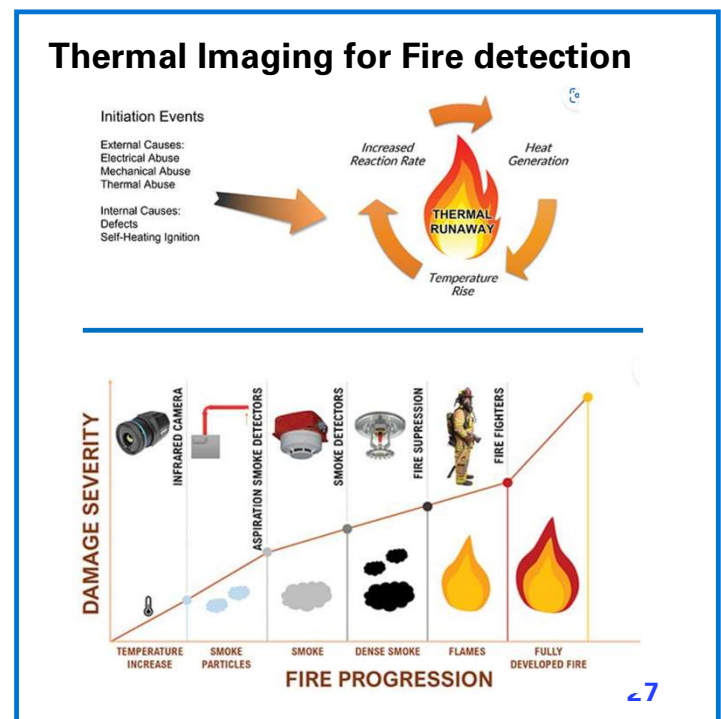 Thermal Imaging for Fire detection
Initiation Events
External Causes:
Electrical Abuse
Mechanical Abuse
Thermal Abuse
Internal Causes:
Defects
Self-Heating Ignition
Increased
Reaction Rate
Heat
Generation
THERMAL
RUNAWAY
Temperature
Rise
DAMAGE SEVERITY
INFRARED CAMERA
ASPIRATION SMOKE DETECTORS
SMOKE DETECTORS
FIRE SUPRESSION
FIRE FIGHTERS
TEMPERATURE
INCREASE
SMOKE
PARTICLES
SMOKE
DENSE SMOKE
FLAMES
FULLY
DEVELOPED FIRE
FIRE PROGRESSION